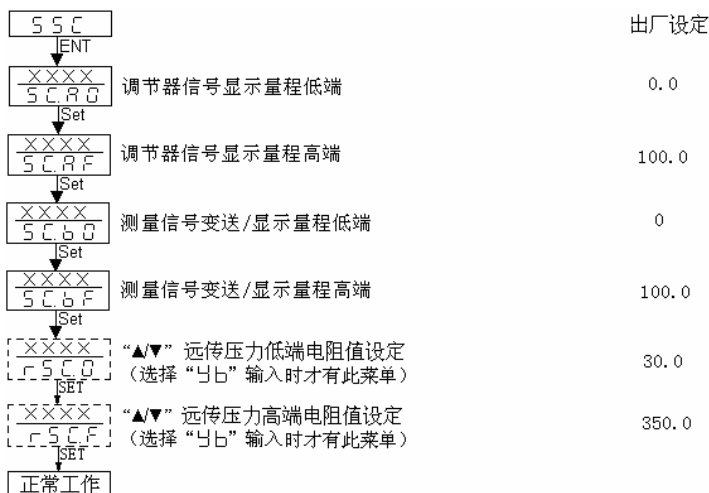 SSC 出厂设定
ENT
XXXX
SC.A0 调节器信号显示量程低端 0.0
Set
XXXX
SC.AF 调节器信号显示量程高端 100.0
Set
XXXX
SC.b0 测量信号变送/显示量程低端 0
Set
XXXX
SC.bF 测量信号变送/显示量程高端 100.0
Set
XXXX “▲/▼” 远传压力低端电阻值设定
rSC.0 （选择“Yb”输入时才有此菜单） 30.0
SET
XXXX “▲/▼” 远传压力高端电阻值设定
rSC.F （选择“Yb”输入时才有此菜单） 350.0
SET
正常工作